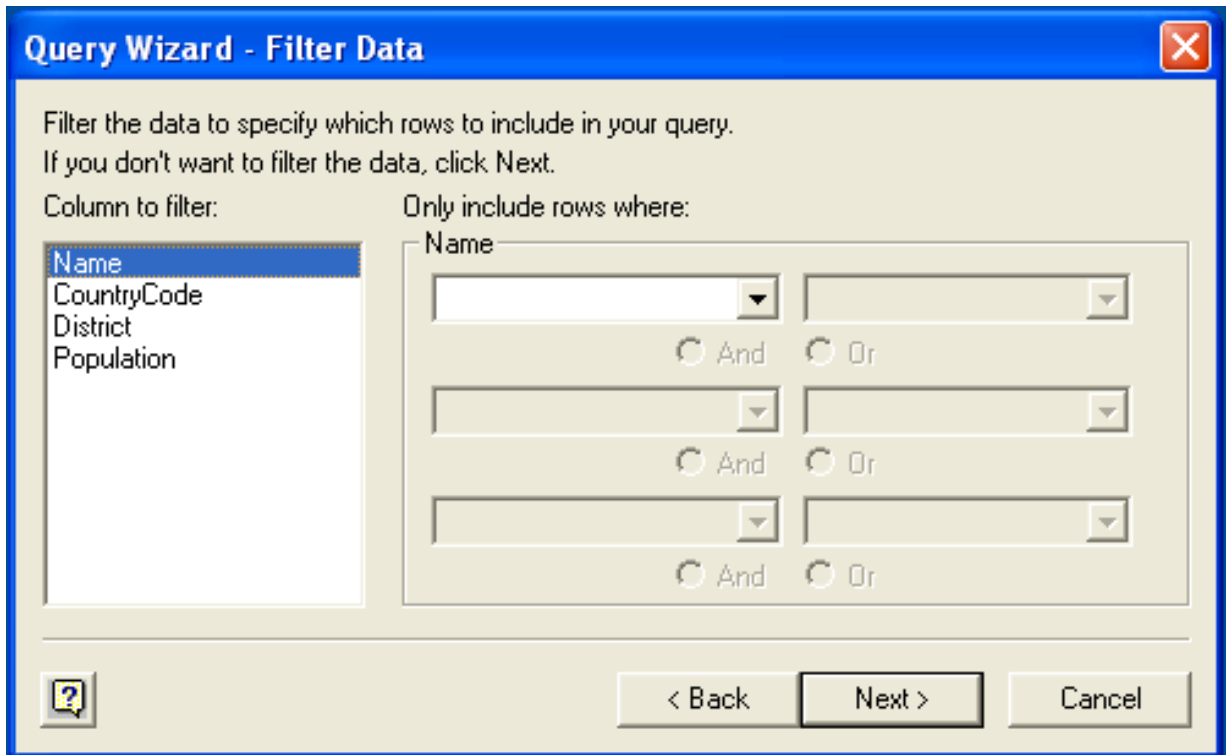 Query Wizard - Filter Data
Filter the data to specify which rows to include in your query.
If you don't want to filter the data, click Next.
Column to filter:
Only include rows where:
Name
CountryCode
District
Population
Name
And Or
And Or
And Or
?
< Back
Next >
Cancel